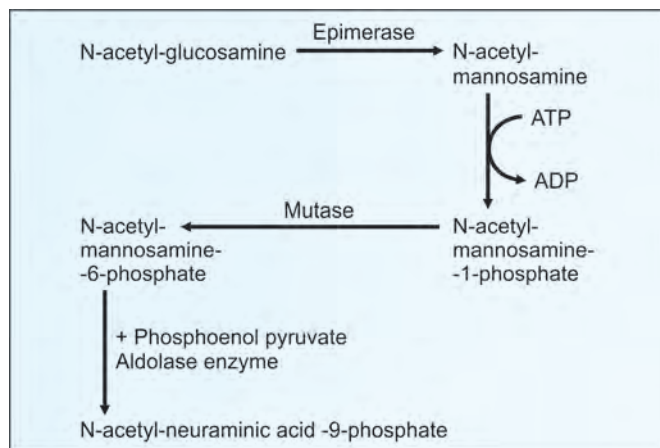 N-acetyl-glucosamine
Epimerase
N-acetyl-
mannosamine
ATP
ADP
N-acetyl-
mannosamine-
-1-phosphate
Mutase
N-acetyl-
mannosamine-
-6-phosphate
+ Phosphoenol pyruvate
Aldolase enzyme
N-acetyl-neuraminic acid -9-phosphate